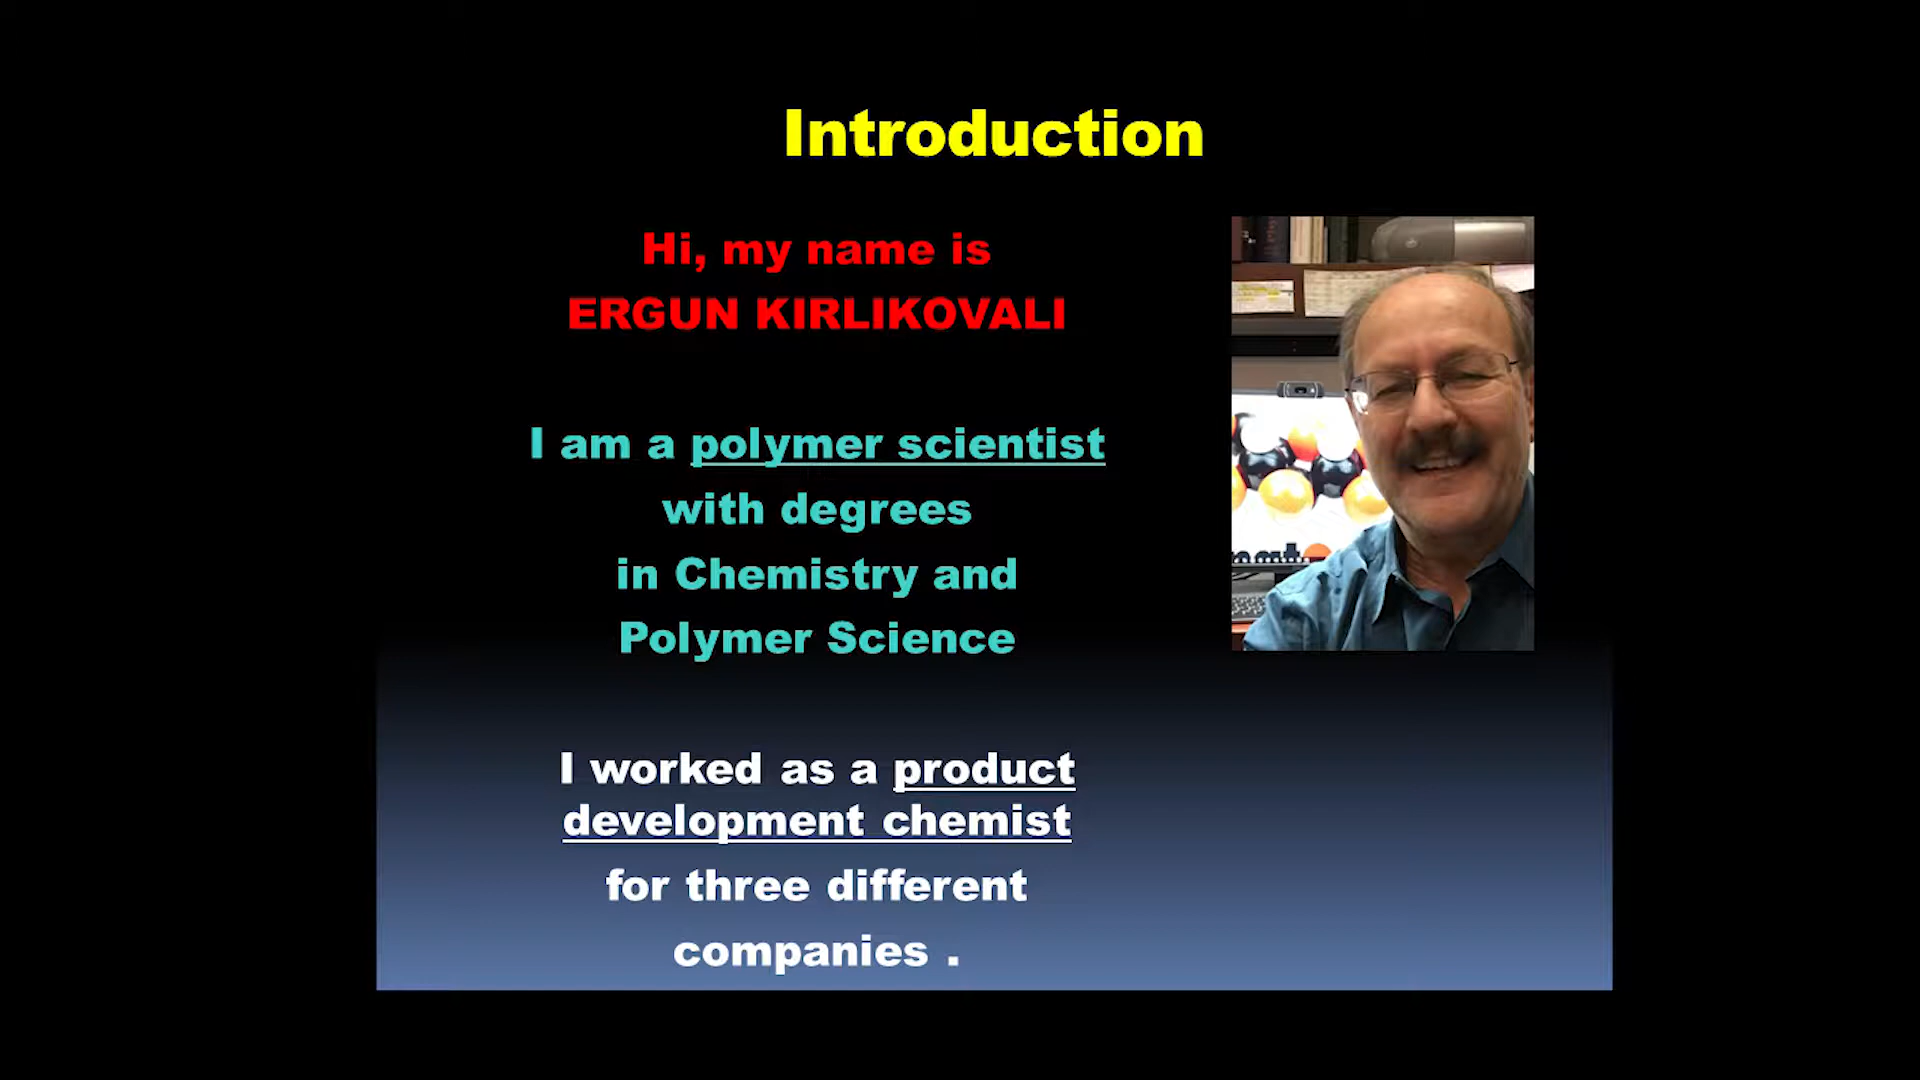 Introduction
Hi, my name is
ERGUN KIRLIKOVALI
I am a polymer scientist
with degrees
in Chemistry and
Polymer Science
I worked as a product
development chemist
for three different
companies .